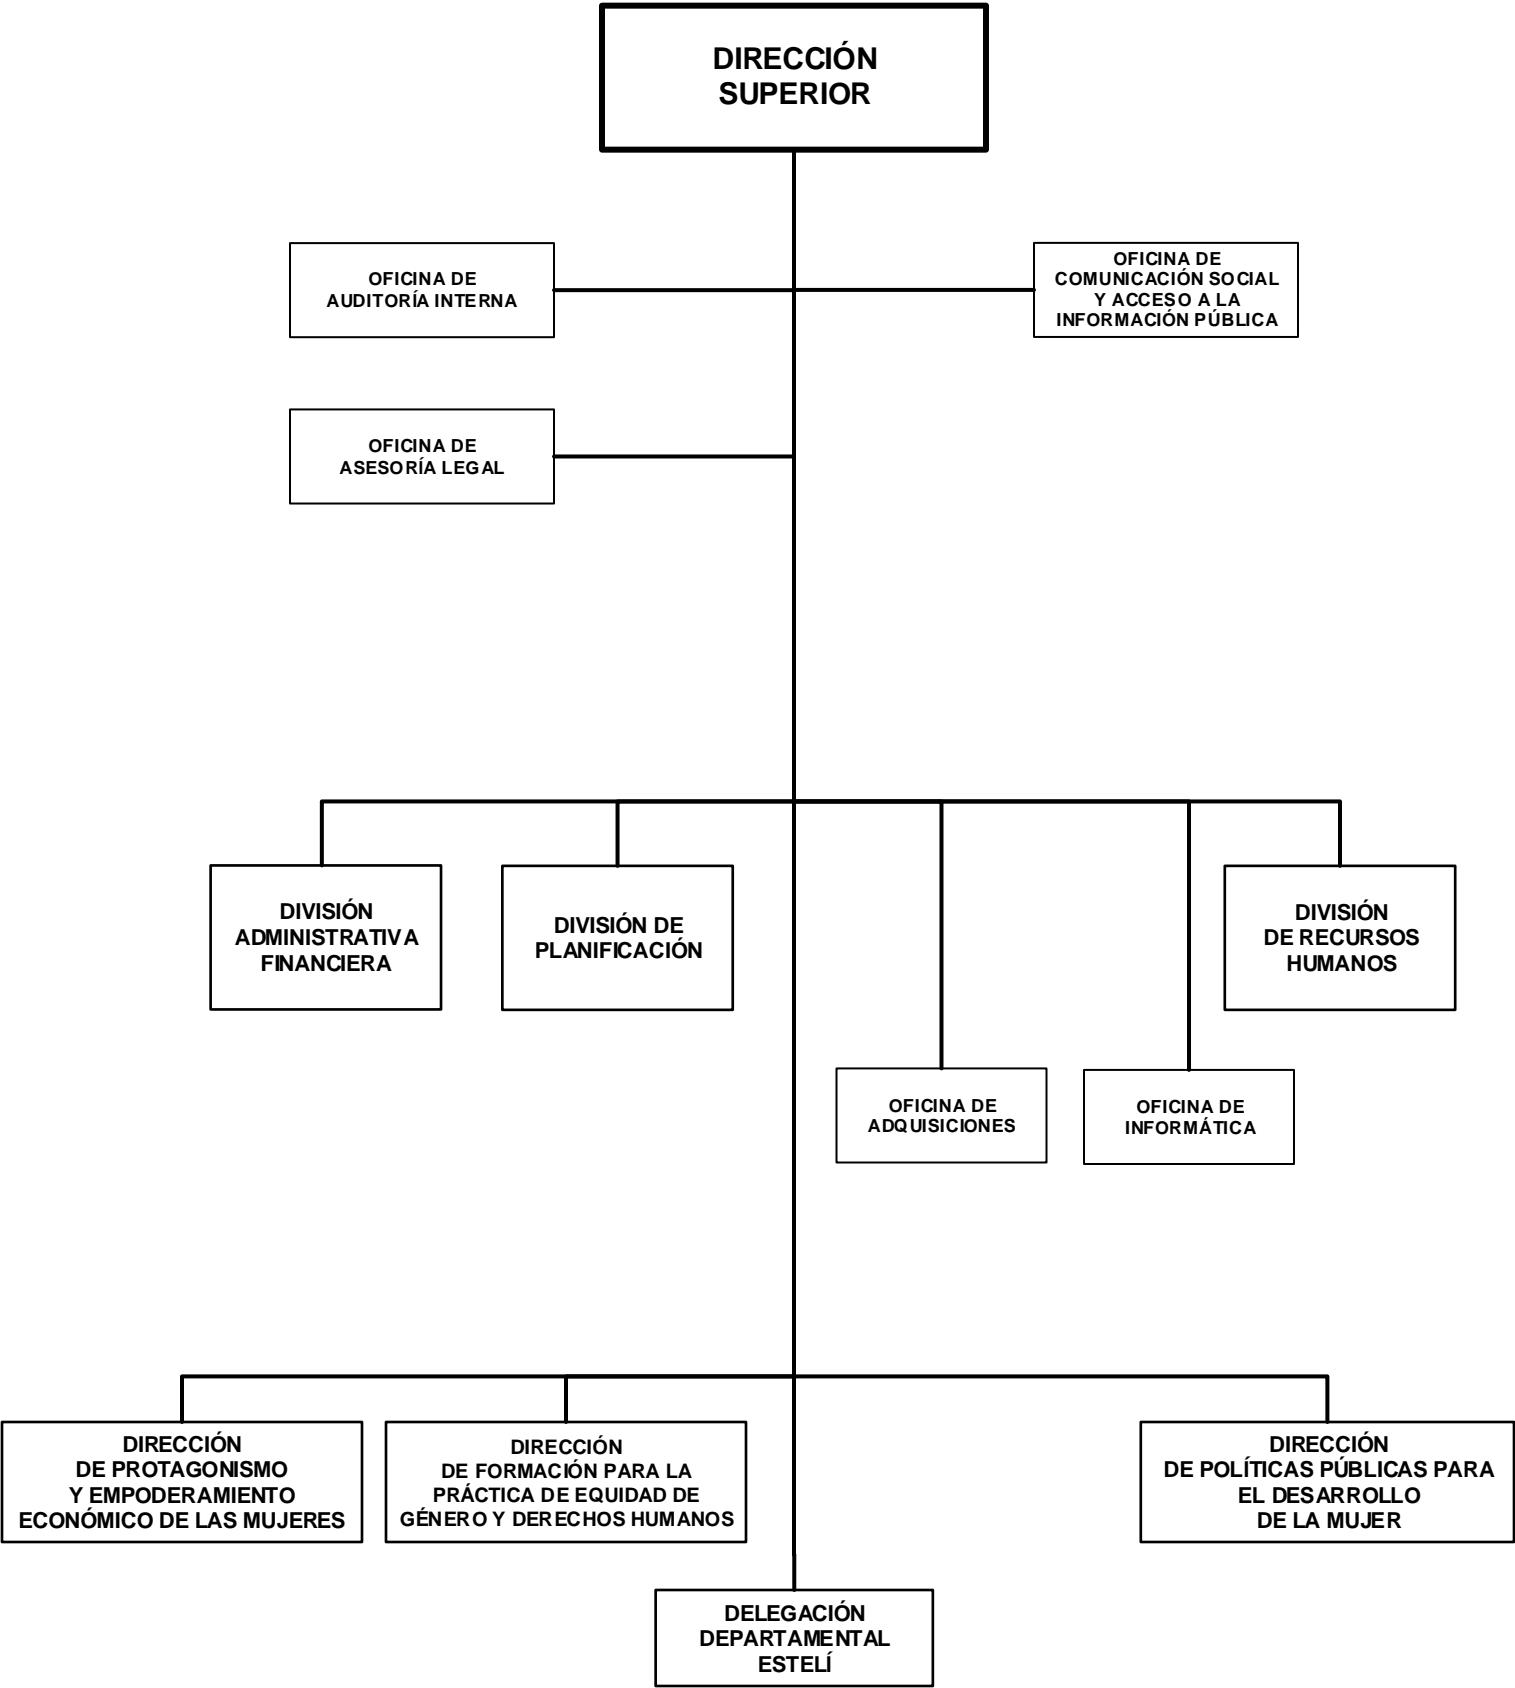 DIRECCIÓN
SUPERIOR
OFICINA DE
AUDITORÍA INTERNA
OFICINA DE
COMUNICACIÓN SOCIAL
Y ACCESO A LA
INFORMACIÓN PÚBLICA
OFICINA DE
ASESORÍA LEGAL
DIVISIÓN
ADMINISTRATIVA
FINANCIERA
DIVISIÓN DE
PLANIFICACIÓN
DIVISIÓN
DE RECURSOS
HUMANOS
OFICINA DE
ADQUISICIONES
OFICINA DE
INFORMÁTICA
DIRECCIÓN
DE PROTAGONISMO
Y EMPODERAMIENTO
ECONÓMICO DE LAS MUJERES
DIRECCIÓN
DE FORMACIÓN PARA LA
PRÁCTICA DE EQUIDAD DE
GÉNERO Y DERECHOS HUMANOS
DIRECCIÓN
DE POLÍTICAS PÚBLICAS PARA
EL DESARROLLO
DE LA MUJER
DELEGACIÓN
DEPARTAMENTAL
ESTELÍ